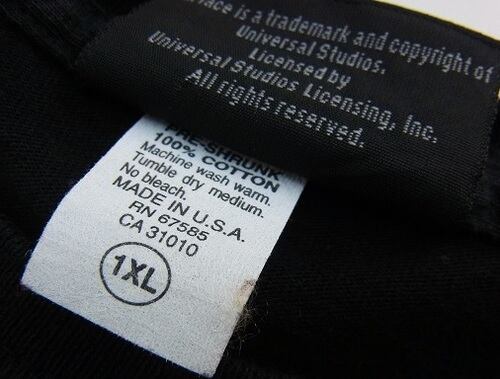 face is a trademark and copyright of
Universal Studios.
Licensed by
Universal Studios Licensing, Inc.
All rights reserved.
PRE-SHRUNK
100% COTTON
Machine wash warm.
Tumble dry medium.
No bleach.
MADE IN U.S.A.
RN 67585
CA 31010
1XL